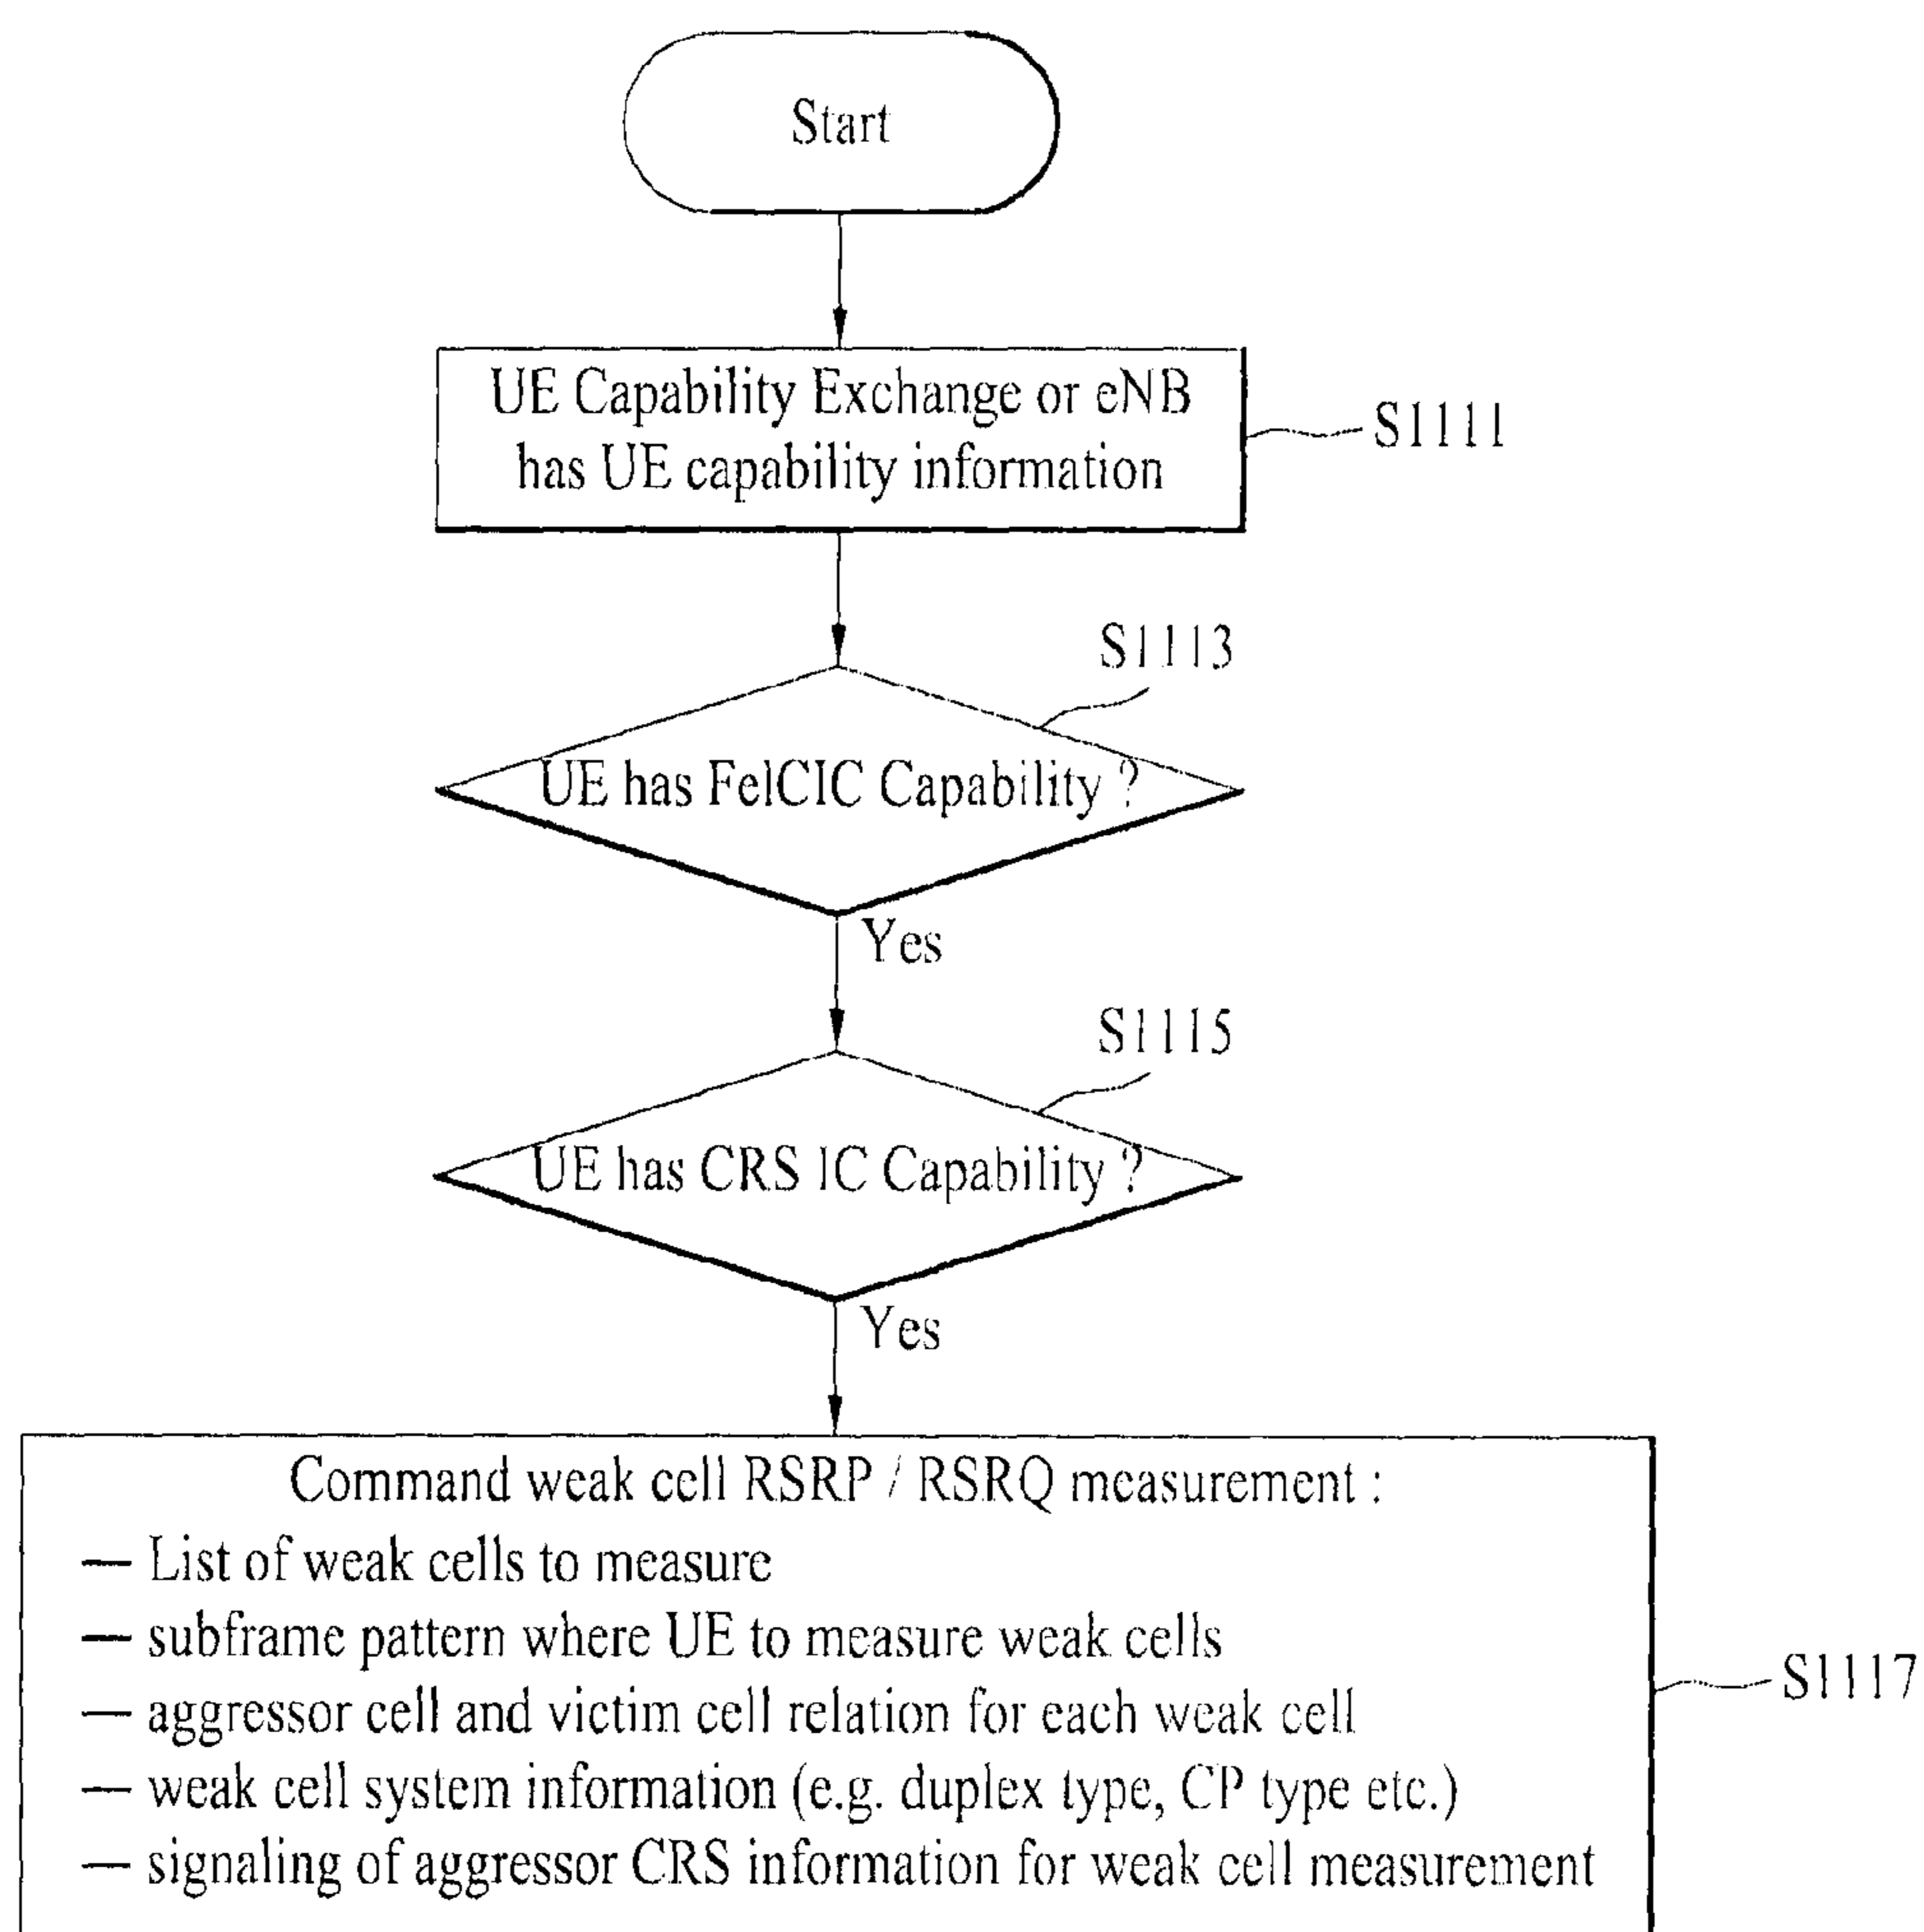 Start
UE Capability Exchange or eNB
has UE capability information
S1111
S1113
UE has FeICIC Capability ?
Yes
S1115
UE has CRS IC Capability ?
Yes
Command weak cell RSRP / RSRQ measurement :
— List of weak cells to measure
— subframe pattern where UE to measure weak cells
— aggressor cell and victim cell relation for each weak cell
— weak cell system information (e.g. duplex type, CP type etc.)
— signaling of aggressor CRS information for weak cell measurement
S1117